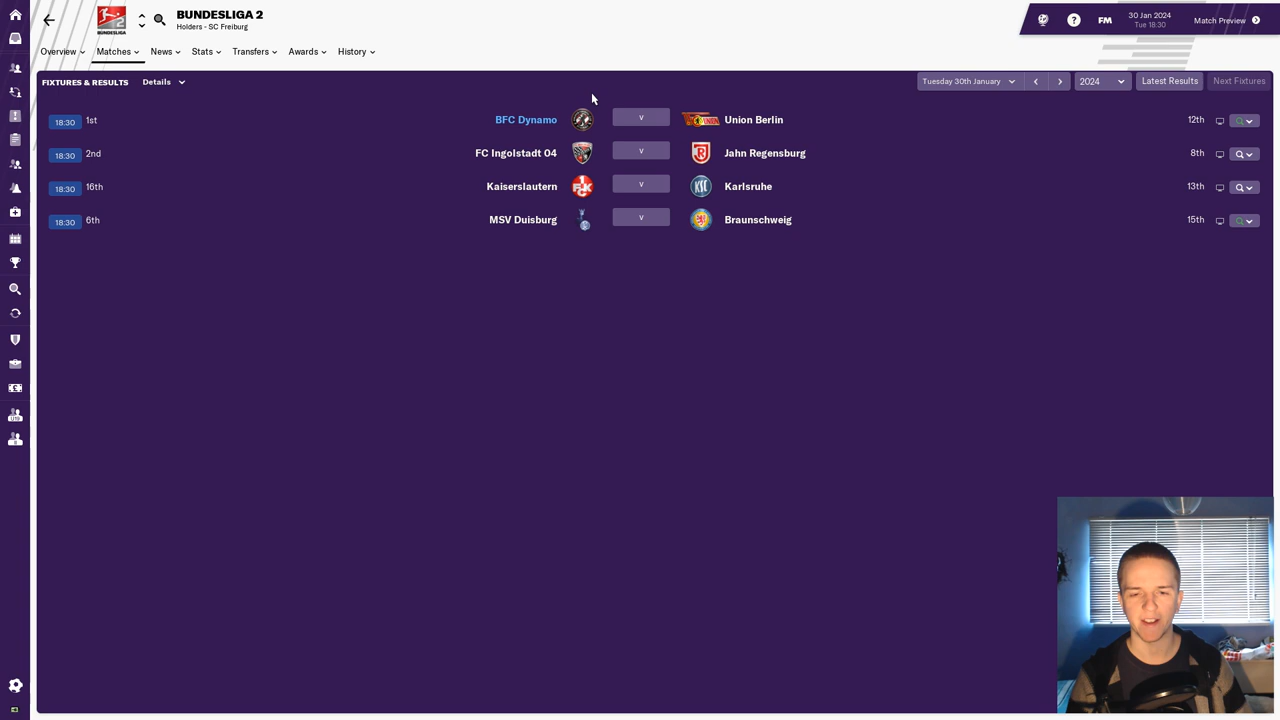 BUNDESLIGA 2
Holders - SC Freiburg
BUNDESLIGA
FM
30 Jan 2024
Tue 18:30
Match Preview
Overview
Matches
News
Stats
Transfers
Awards
History
FIXTURES & RESULTS
Details
Tuesday 30th January
2024
Latest Results
Next Fixtures
18:30 1st BFC Dynamo v Union Berlin 12th
18:30 2nd FC Ingolstadt 04 v Jahn Regensburg 8th
18:30 16th Kaiserslautern v Karlsruhe 13th
18:30 6th MSV Duisburg v Braunschweig 15th